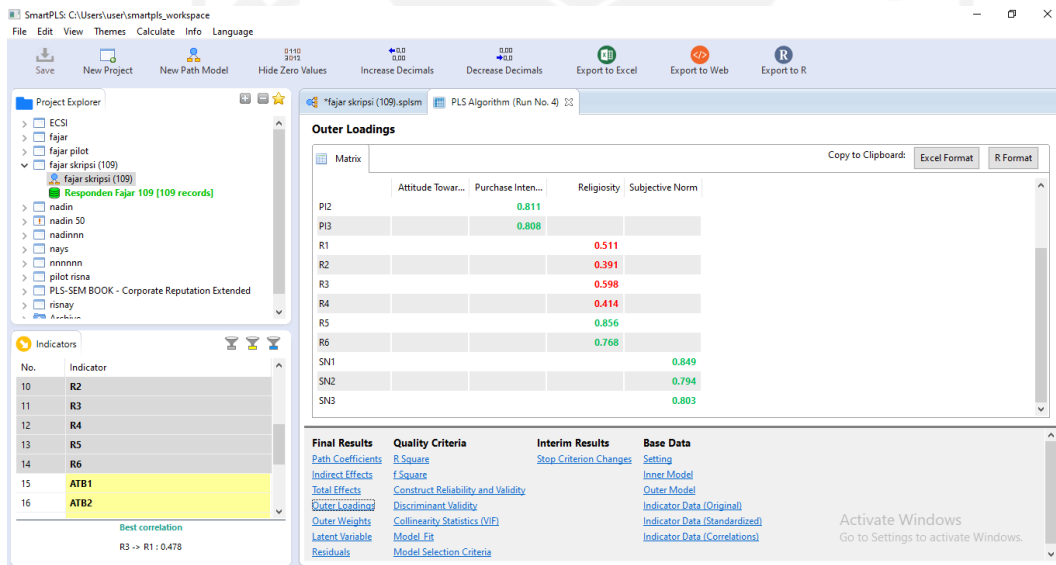 SmartPLS: C:\Users\user\smartpls_workspace
File Edit View Themes Calculate Info Language
Save New Project New Path Model Hide Zero Values Increase Decimals Decrease Decimals Export to Excel Export to Web Export to R
Project Explorer
ECSI
fajar
fajar pilot
fajar skripsi (109)
fajar skripsi (109)
Responden Fajar 109 [109 records]
nadin
nadin 50
nadinnn
nays
nnnnnn
pilot risna
PLS-SEM BOOK - Corporate Reputation Extended
risnay
Archive
Indicators
No. Indicator
10 R2
11 R3
12 R4
13 R5
14 R6
15 ATB1
16 ATB2
Best correlation
R3 -> R1 : 0.478
*fajar skripsi (109).splsm PLS Algorithm (Run No. 4)
Outer Loadings
Matrix Copy to Clipboard: Excel Format R Format
Attitude Towar... Purchase Inten... Religiosity Subjective Norm
PI2 0.811
PI3 0.808
R1 0.511
R2 0.391
R3 0.598
R4 0.414
R5 0.856
R6 0.768
SN1 0.849
SN2 0.794
SN3 0.803
Final Results Quality Criteria Interim Results Base Data
Path Coefficients R Square Stop Criterion Changes Setting
Indirect Effects f Square Inner Model
Total Effects Construct Reliability and Validity Outer Model
Outer Loadings Discriminant Validity Indicator Data (Original)
Outer Weights Collinearity Statistics (VIF) Indicator Data (Standardized)
Latent Variable Model_Fit Indicator Data (Correlations)
Residuals Model Selection Criteria
Activate Windows
Go to Settings to activate Windows.